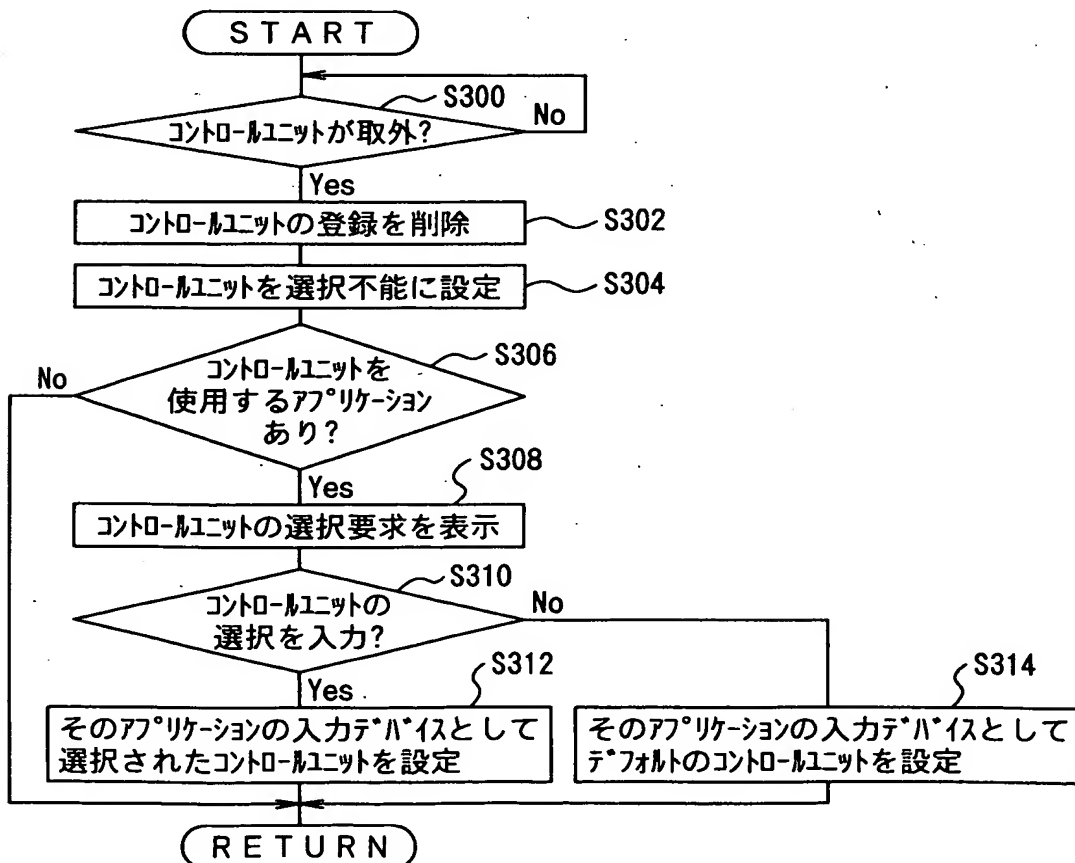 START
S300
No
コントロールユニットが取外?
Yes
コントロールユニットの登録を削除
S302
コントロールユニットを選択不能に設定
S304
S306
No
コントロールユニットを
使用するアプリケーション
あり?
S308
Yes
コントロールユニットの選択要求を表示
S310
No
コントロールユニットの
選択を入力?
S312
S314
Yes
そのアプリケーションの入力デバイスとして
選択されたコントロールユニットを設定
そのアプリケーションの入力デバイスとして
デフォルトのコントロールユニットを設定
RETURN